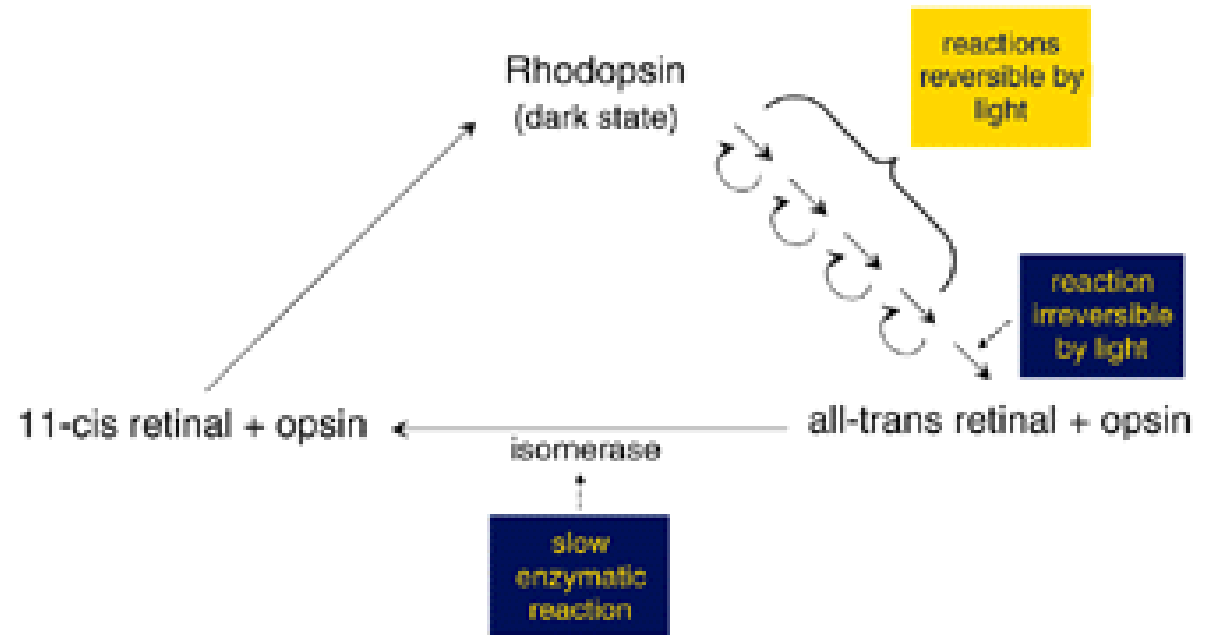 Rhodopsin
(dark state)
reactions
reversible by
light
reaction
irreversible
by light
11-cis retinal + opsin
all-trans retinal + opsin
isomerase
slow
enzymatic
reaction